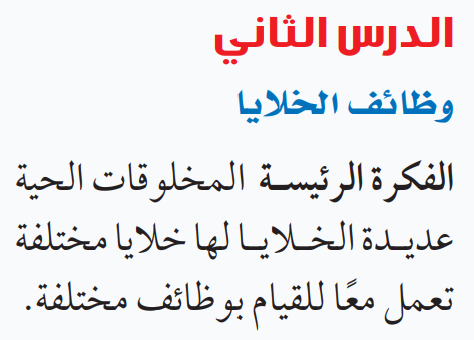 الدرس الثاني
وظائف الخلايا
الفكرة الرئيسة المخلوقات الحية
عديدة الخلايا لها خلايا مختلفة
تعمل معًا للقيام بوظائف مختلفة.